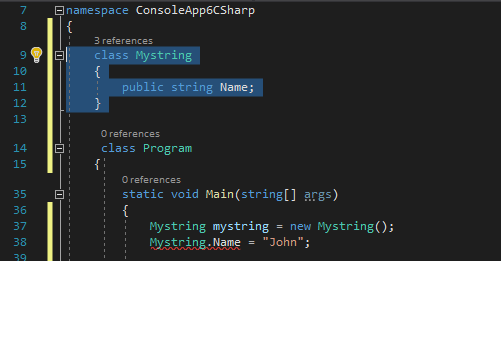 7 namespace ConsoleApp6CSharp
8 {
3 references
9 class Mystring
10 {
11 public string Name;
12 }
13
0 references
14 class Program
15 {
0 references
35 static void Main(string[] args)
36 {
37 Mystring mystring = new Mystring();
38 Mystring.Name = "John";
39